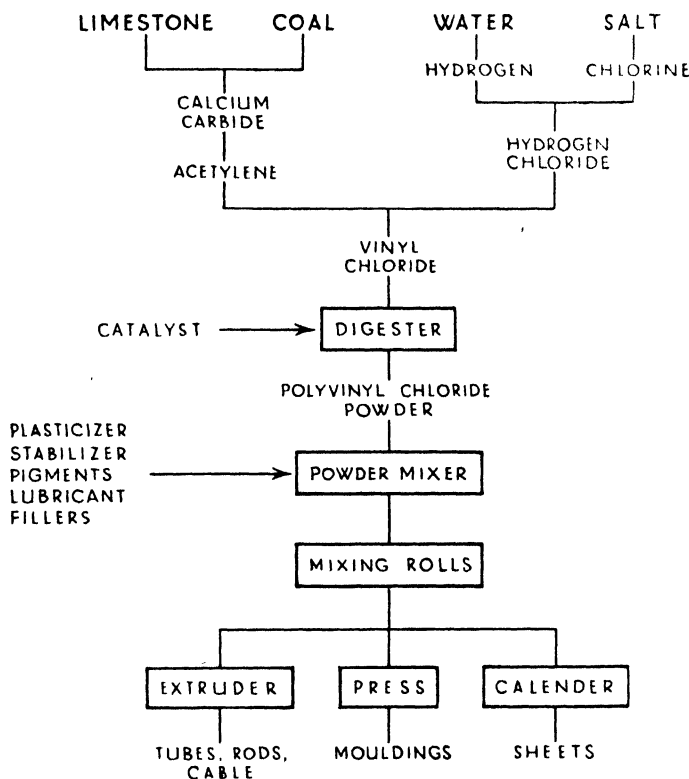 LIMESTONE COAL WATER SALT
HYDROGEN CHLORINE
CALCIUM
CARBIDE
HYDROGEN
CHLORIDE
ACETYLENE
VINYL
CHLORIDE
CATALYST DIGESTER
POLYVINYL CHLORIDE
POWDER
PLASTICIZER
STABILIZER
PIGMENTS
LUBRICANT
FILLERS
POWDER MIXER
MIXING ROLLS
EXTRUDER PRESS CALENDER
TUBES, RODS,
CABLE
MOULDINGS
SHEETS